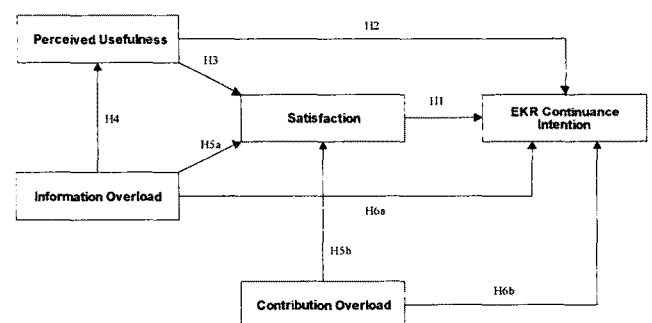 H2
Perceived Usefulness
H3
Satisfaction
H1
EKR Continuance
Intention
H4
H5a
Information Overload
H6a
H5b
Contribution Overload
H6b